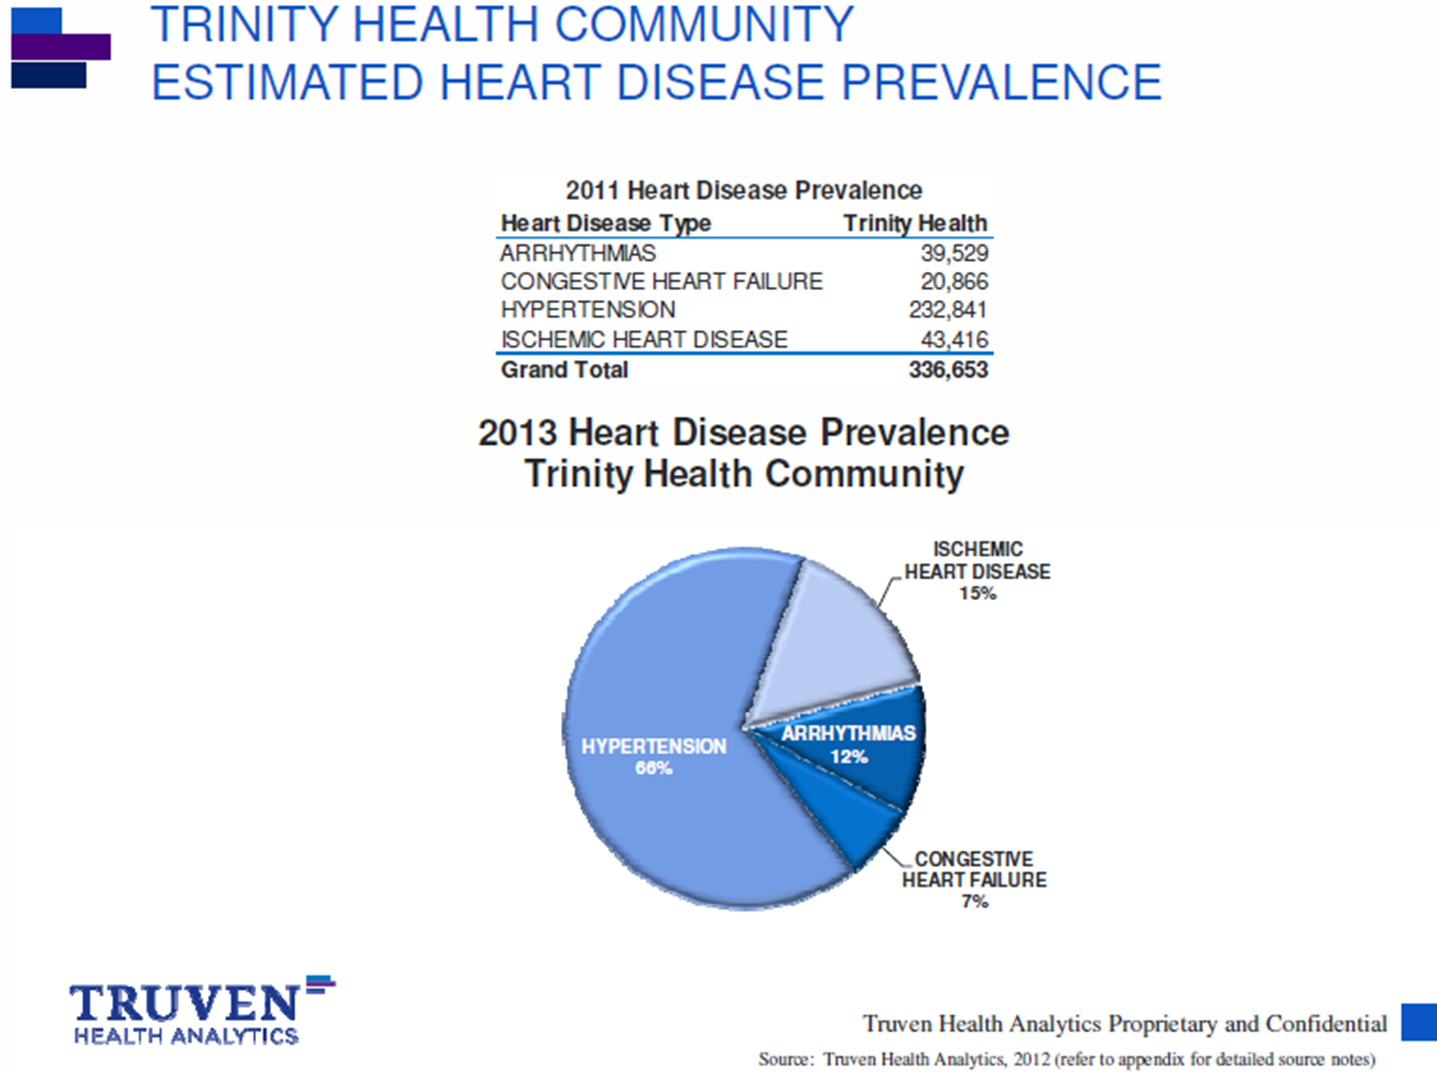 TRINITY HEALTH COMMUNITY
ESTIMATED HEART DISEASE PREVALENCE
2011 Heart Disease Prevalence
Heart Disease Type Trinity Health
ARRHYTHMIAS 39,529
CONGESTIVE HEART FAILURE 20,866
HYPERTENSION 232,841
ISCHEMIC HEART DISEASE 43,416
Grand Total 336,653
2013 Heart Disease Prevalence
Trinity Health Community
ISCHEMIC
HEART DISEASE
15%
ARRHYTHMIAS
12%
HYPERTENSION
66%
CONGESTIVE
HEART FAILURE
7%
TRUVEN
HEALTH ANALYTICS
Truven Health Analytics Proprietary and Confidential
Source: Truven Health Analytics, 2012 (refer to appendix for detailed source notes)